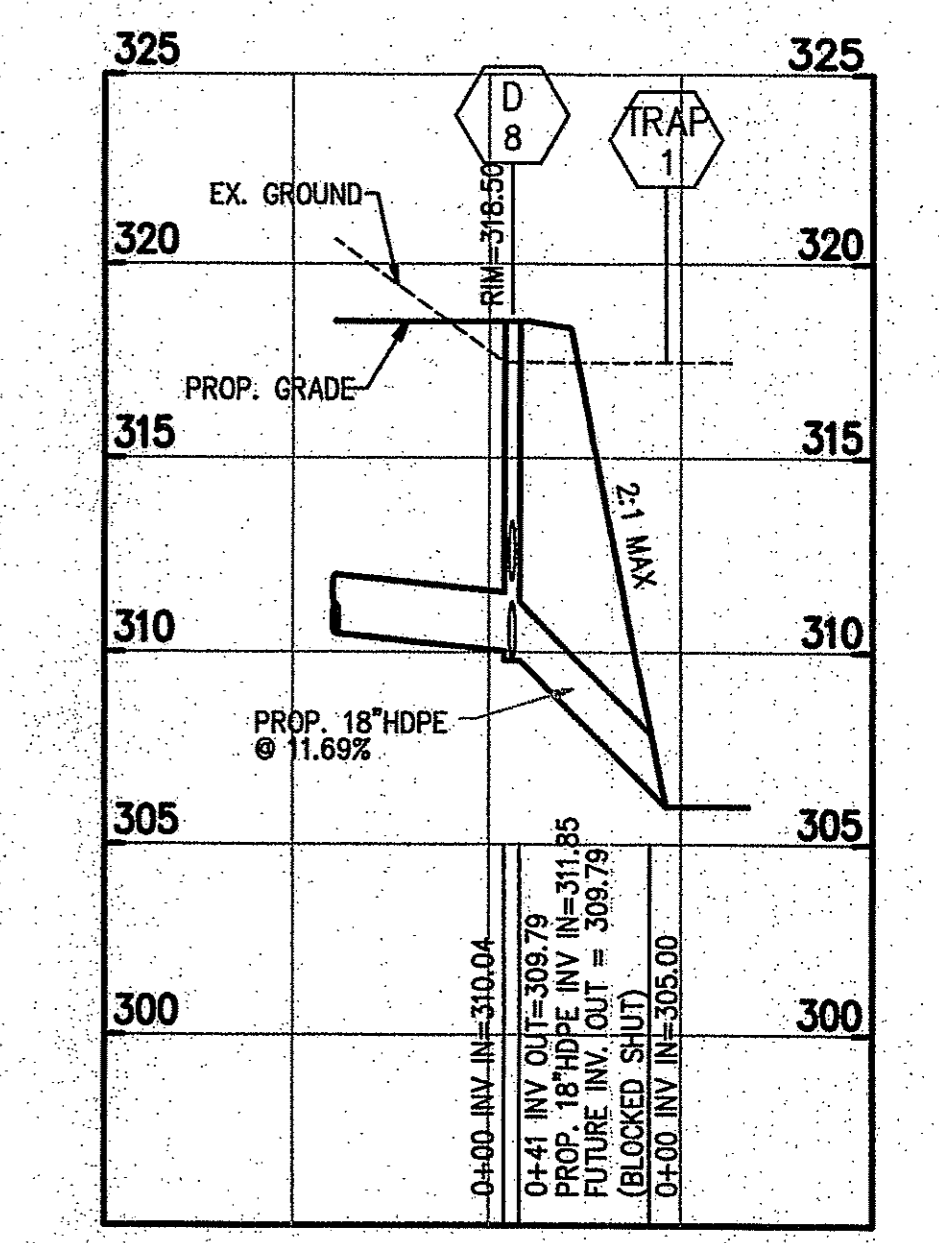 325 325
D
8
TRAP
1
RIM=318.50
EX. GROUND
320 320
PROP. GRADE
315 315
2:1 MAX
310 310
PROP. 18"HDPE
@ 11.69%
305 305
0+00 INV IN=310.04
0+41 INV OUT=309.79
PROP. 18"HDPE INV IN=311.85
FUTURE INV. OUT = 309.79
(BLOCKED SHUT)
0+00 INV IN=305.00
300 300